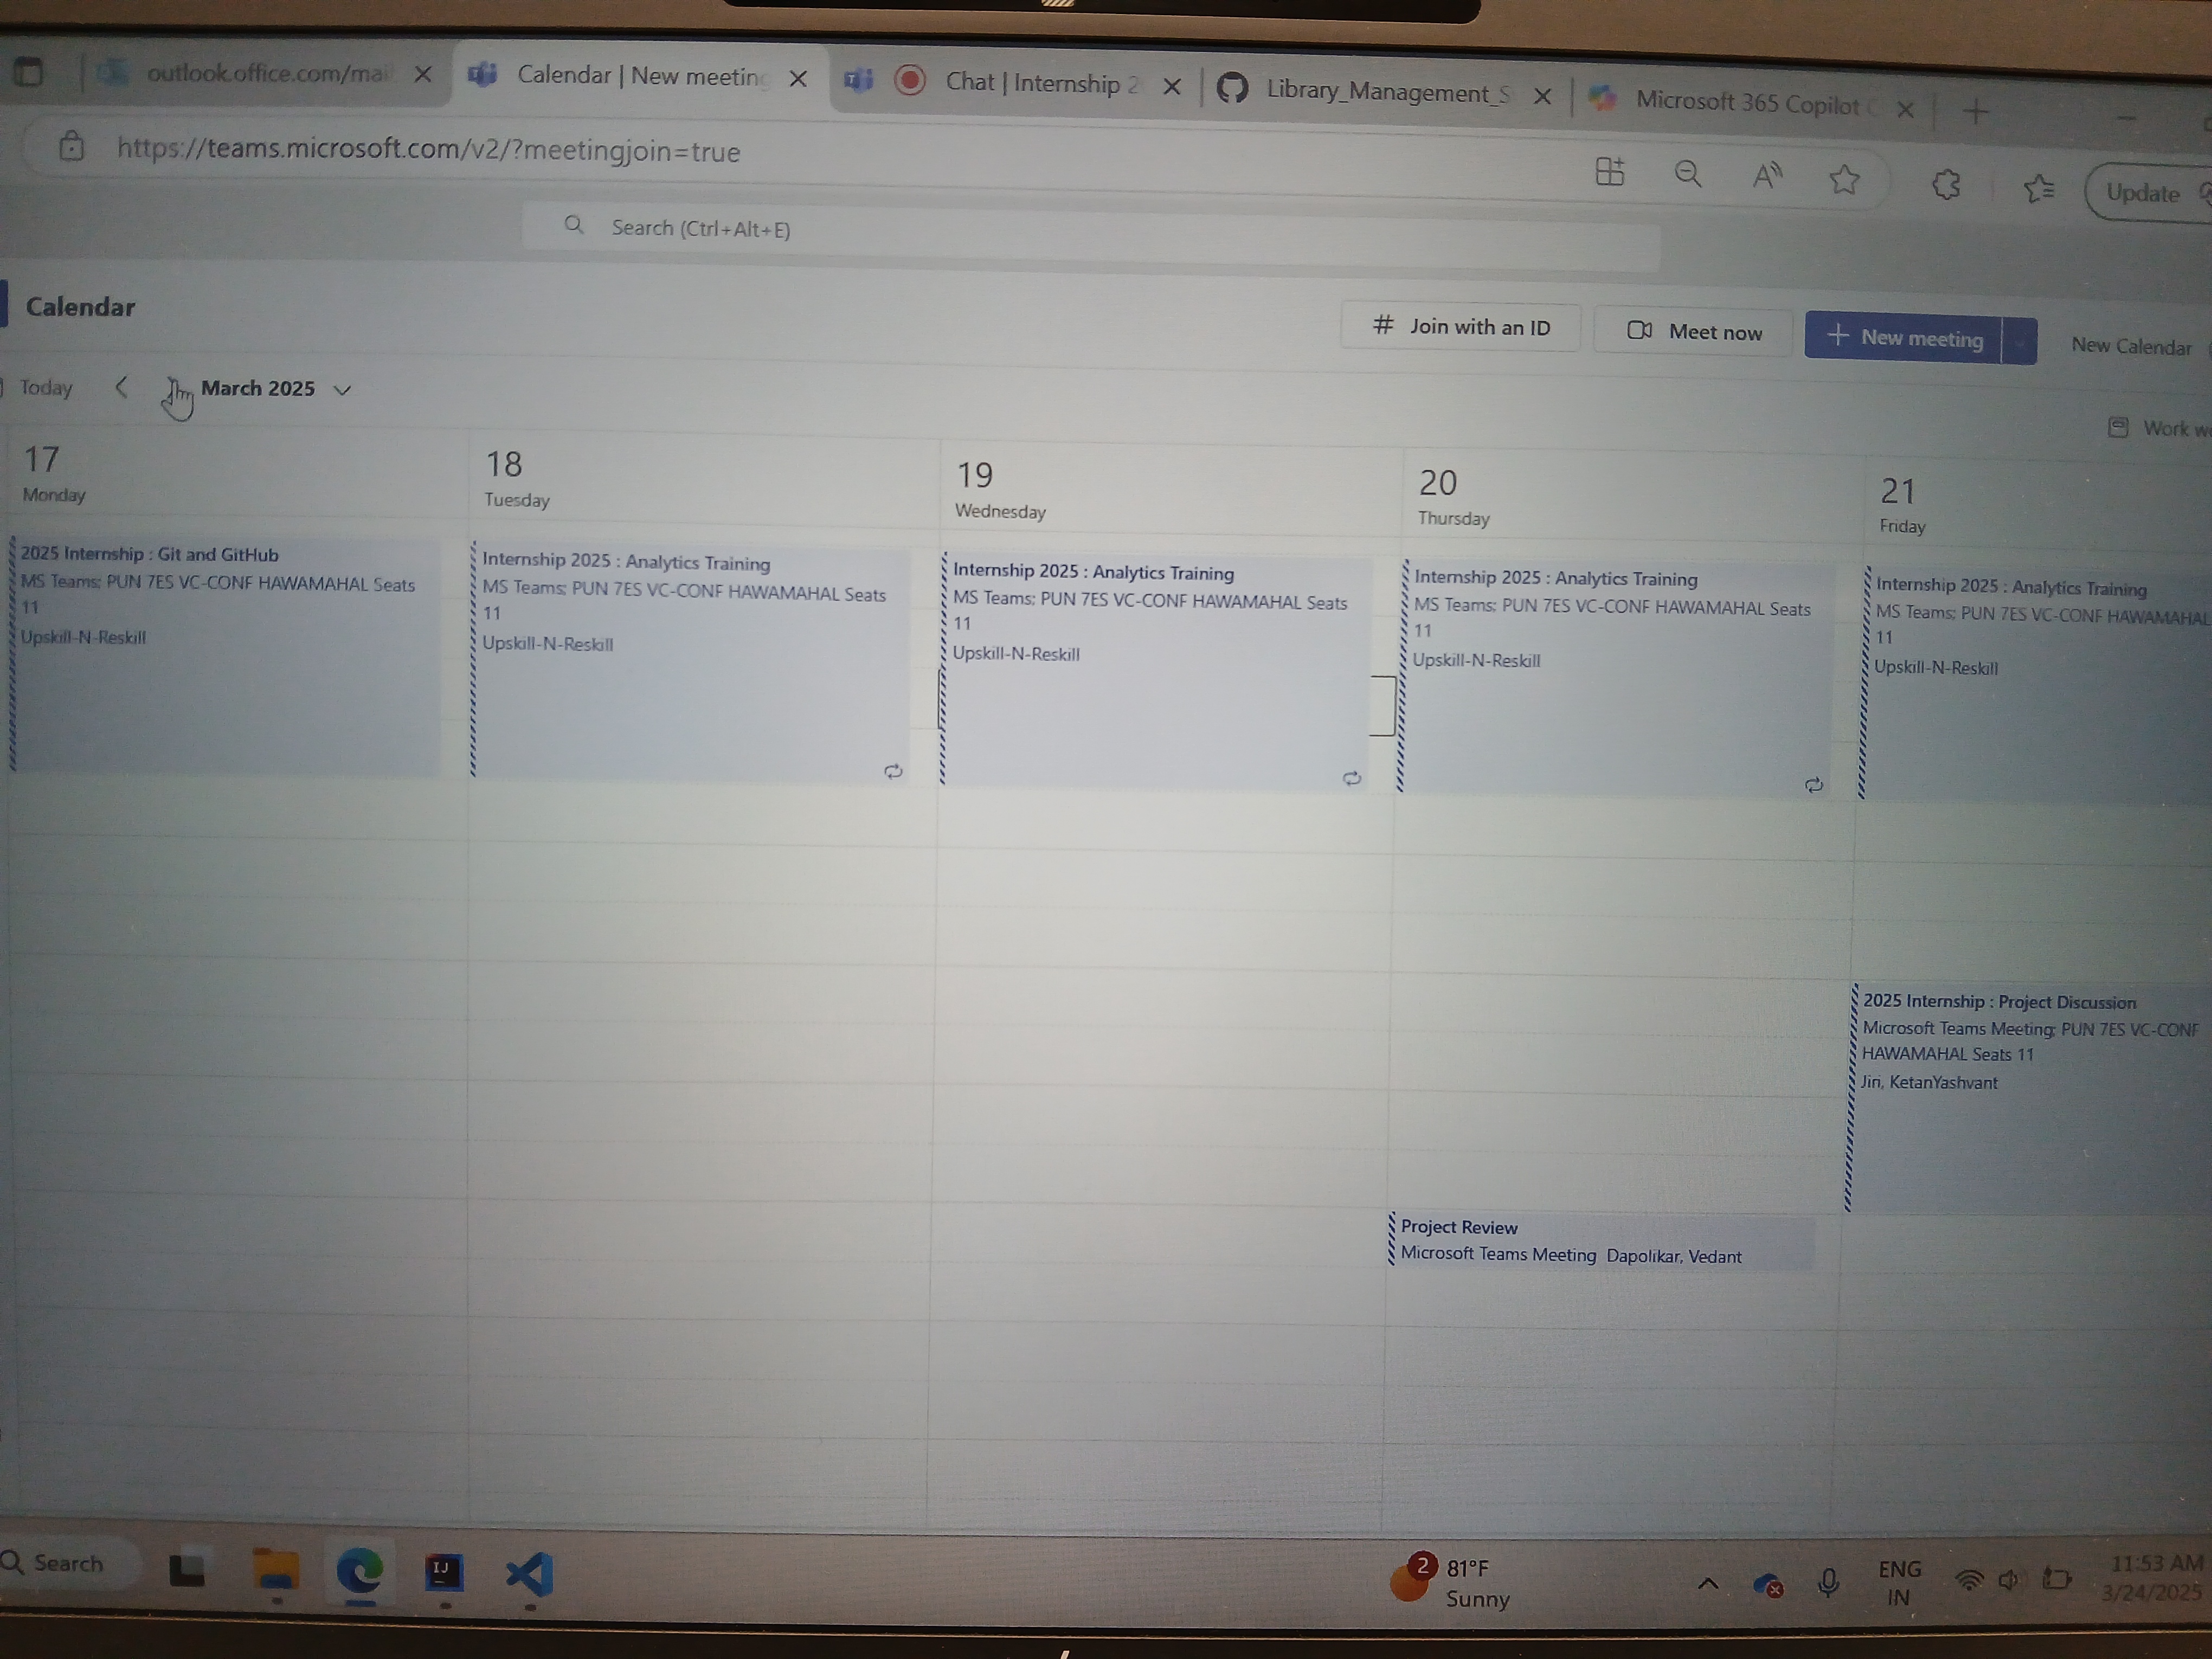 outlook.office.com/mai
Calendar | New meeting
Chat | Internship 2
Library_Management_S
Microsoft 365 Copilot
https://teams.microsoft.com/v2/?meetingjoin=true
Update
Search (Ctrl+Alt+E)
Calendar
# Join with an ID
Meet now
+ New meeting
New Calendar
Today
March 2025
Work we
17
Monday
18
Tuesday
19
Wednesday
20
Thursday
21
Friday
2025 Internship : Git and GitHub
MS Teams; PUN 7ES VC-CONF HAWAMAHAL Seats
11
Upskill-N-Reskill
Internship 2025 : Analytics Training
MS Teams; PUN 7ES VC-CONF HAWAMAHAL Seats
11
Upskill-N-Reskill
Internship 2025 : Analytics Training
MS Teams; PUN 7ES VC-CONF HAWAMAHAL Seats
11
Upskill-N-Reskill
Internship 2025 : Analytics Training
MS Teams; PUN 7ES VC-CONF HAWAMAHAL Seats
11
Upskill-N-Reskill
Internship 2025 : Analytics Training
MS Teams; PUN 7ES VC-CONF HAWAMAHAL
11
Upskill-N-Reskill
2025 Internship : Project Discussion
Microsoft Teams Meeting; PUN 7ES VC-CONF
HAWAMAHAL Seats 11
Jiri, KetanYashvant
Project Review
Microsoft Teams Meeting Dapolikar, Vedant
Search
IJ
2
81°F
Sunny
ENG
IN
11:53 AM
3/24/2025